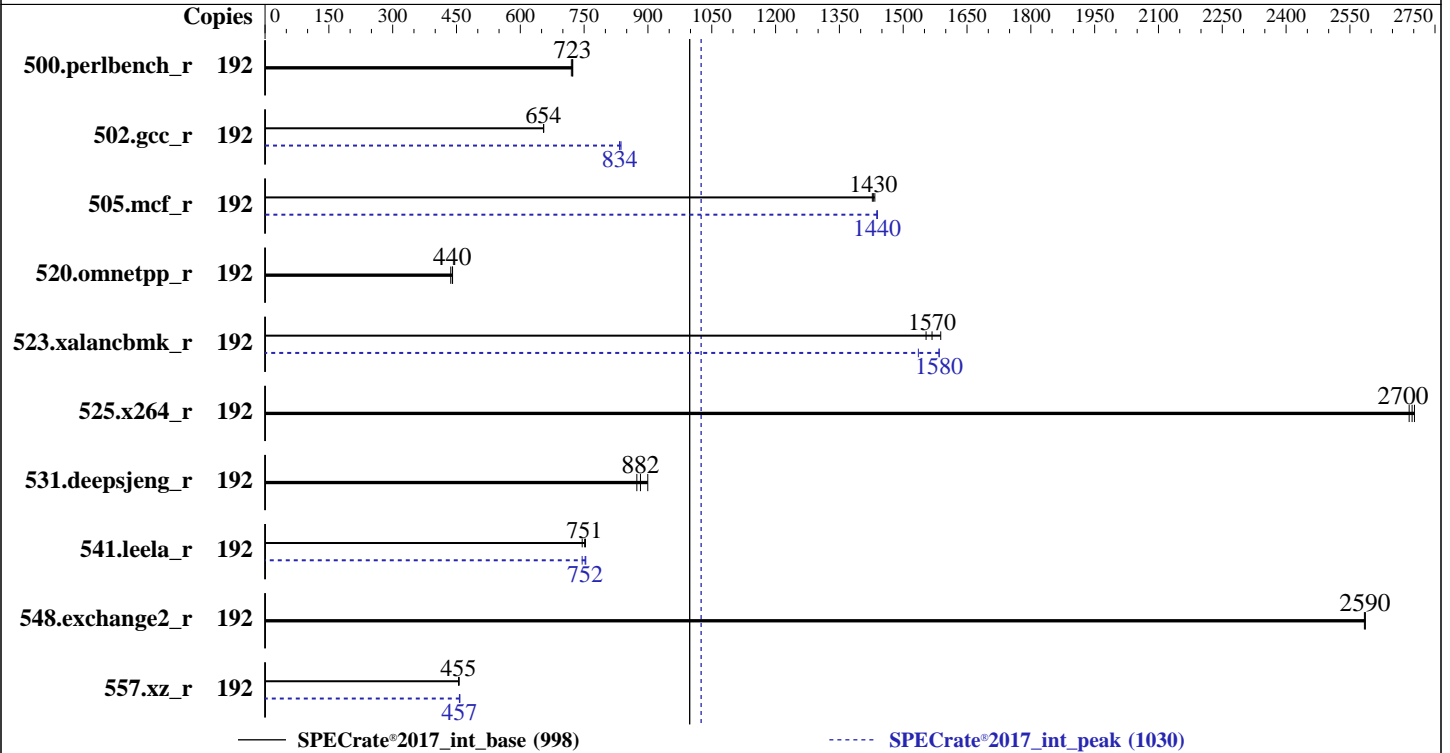 Copies 0 150 300 450 600 750 900 1050 1200 1350 1500 1650 1800 1950 2100 2250 2400 2550 2750
723
500.perlbench_r 192
654
502.gcc_r 192
834
1430
505.mcf_r 192
1440
440
520.omnetpp_r 192
1570
523.xalancbmk_r 192
1580
2700
525.x264_r 192
882
531.deepsjeng_r 192
751
541.leela_r 192
752
2590
548.exchange2_r 192
455
557.xz_r 192
457
SPECrate®2017_int_base (998) SPECrate®2017_int_peak (1030)